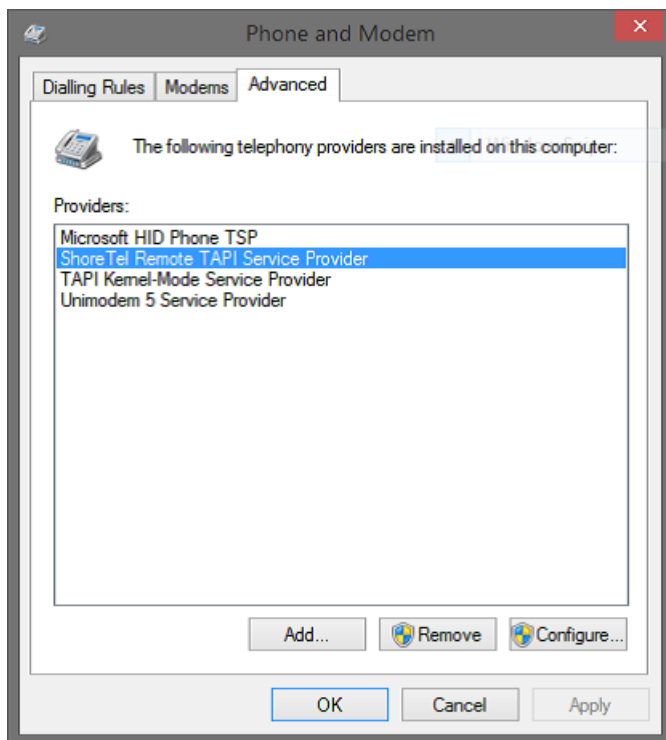 Phone and Modem
Dialling Rules Modems Advanced
The following telephony providers are installed on this computer:
Providers:
Microsoft HID Phone TSP
ShoreTel Remote TAPI Service Provider
TAPI Kernel-Mode Service Provider
Unimodem 5 Service Provider
Add... Remove Configure...
OK Cancel Apply